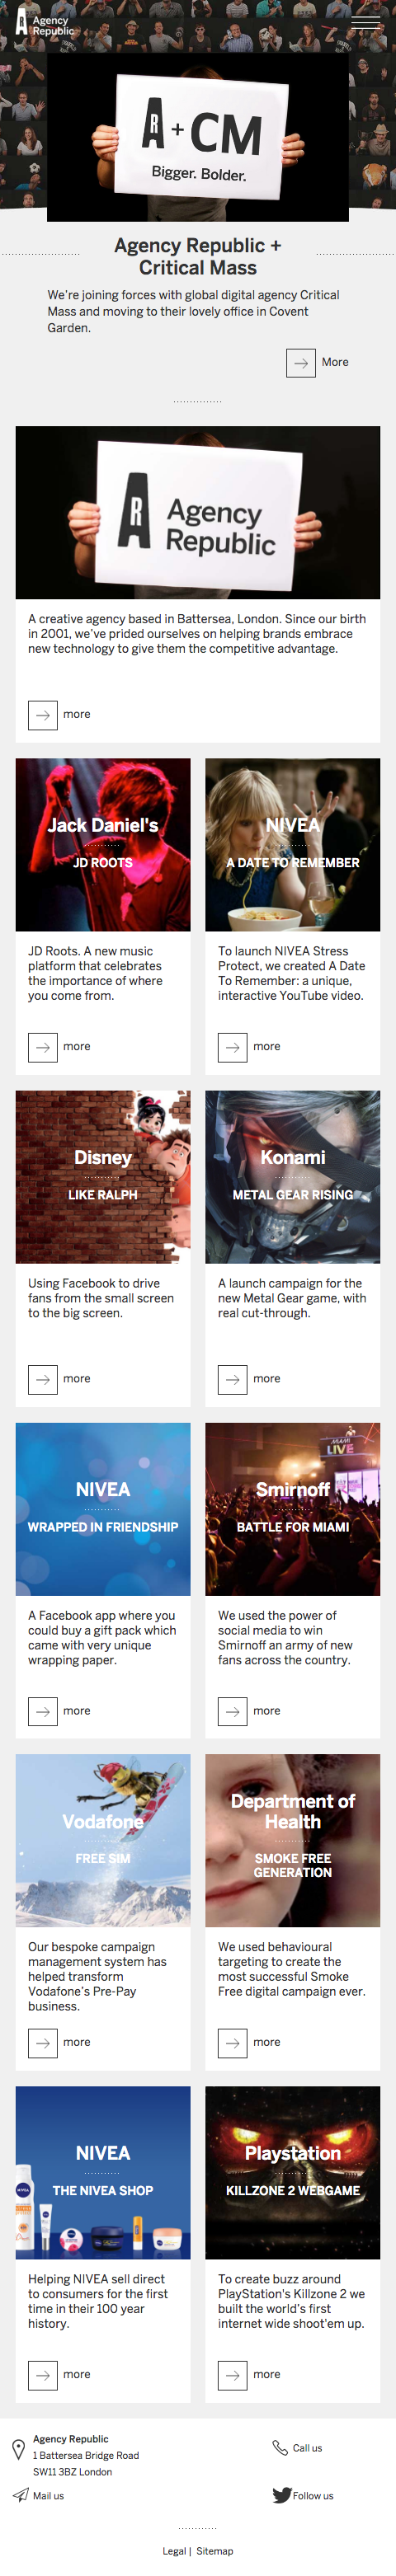 Agency
Republic
AR + CM
Bigger. Bolder.
Agency Republic +
Critical Mass
We're joining forces with global digital agency Critical
Mass and moving to their lovely office in Covent
Garden.
More
AR Agency
Republic
A creative agency based in Battersea, London. Since our birth
in 2001, we've prided ourselves on helping brands embrace
new technology to give them the competitive advantage.
more
Jack Daniel's
JD ROOTS
JD Roots. A new music
platform that celebrates
the importance of where
you come from.
more
NIVEA
A DATE TO REMEMBER
To launch NIVEA Stress
Protect, we created A Date
To Remember: a unique,
interactive YouTube video.
more
Disney
LIKE RALPH
Using Facebook to drive
fans from the small screen
to the big screen.
more
Konami
METAL GEAR RISING
A launch campaign for the
new Metal Gear game, with
real cut-through.
more
NIVEA
WRAPPED IN FRIENDSHIP
A Facebook app where you
could buy a gift pack which
came with very unique
wrapping paper.
more
MIAMI
LIVE
Smirnoff
BATTLE FOR MIAMI
We used the power of
social media to win
Smirnoff an army of new
fans across the country.
more
Vodafone
FREE SIM
Our bespoke campaign
management system has
helped transform
Vodafone's Pre-Pay
business.
more
Department of
Health
SMOKE FREE
GENERATION
We used behavioural
targeting to create the
most successful Smoke
Free digital campaign ever.
more
NIVEA
THE NIVEA SHOP
Helping NIVEA sell direct
to consumers for the first
time in their 100 year
history.
more
Playstation
KILLZONE 2 WEBGAME
To create buzz around
PlayStation's Killzone 2 we
built the world's first
internet wide shoot'em up.
more
Agency Republic
1 Battersea Bridge Road
SW11 3BZ London
Call us
Mail us
Follow us
Legal | Sitemap